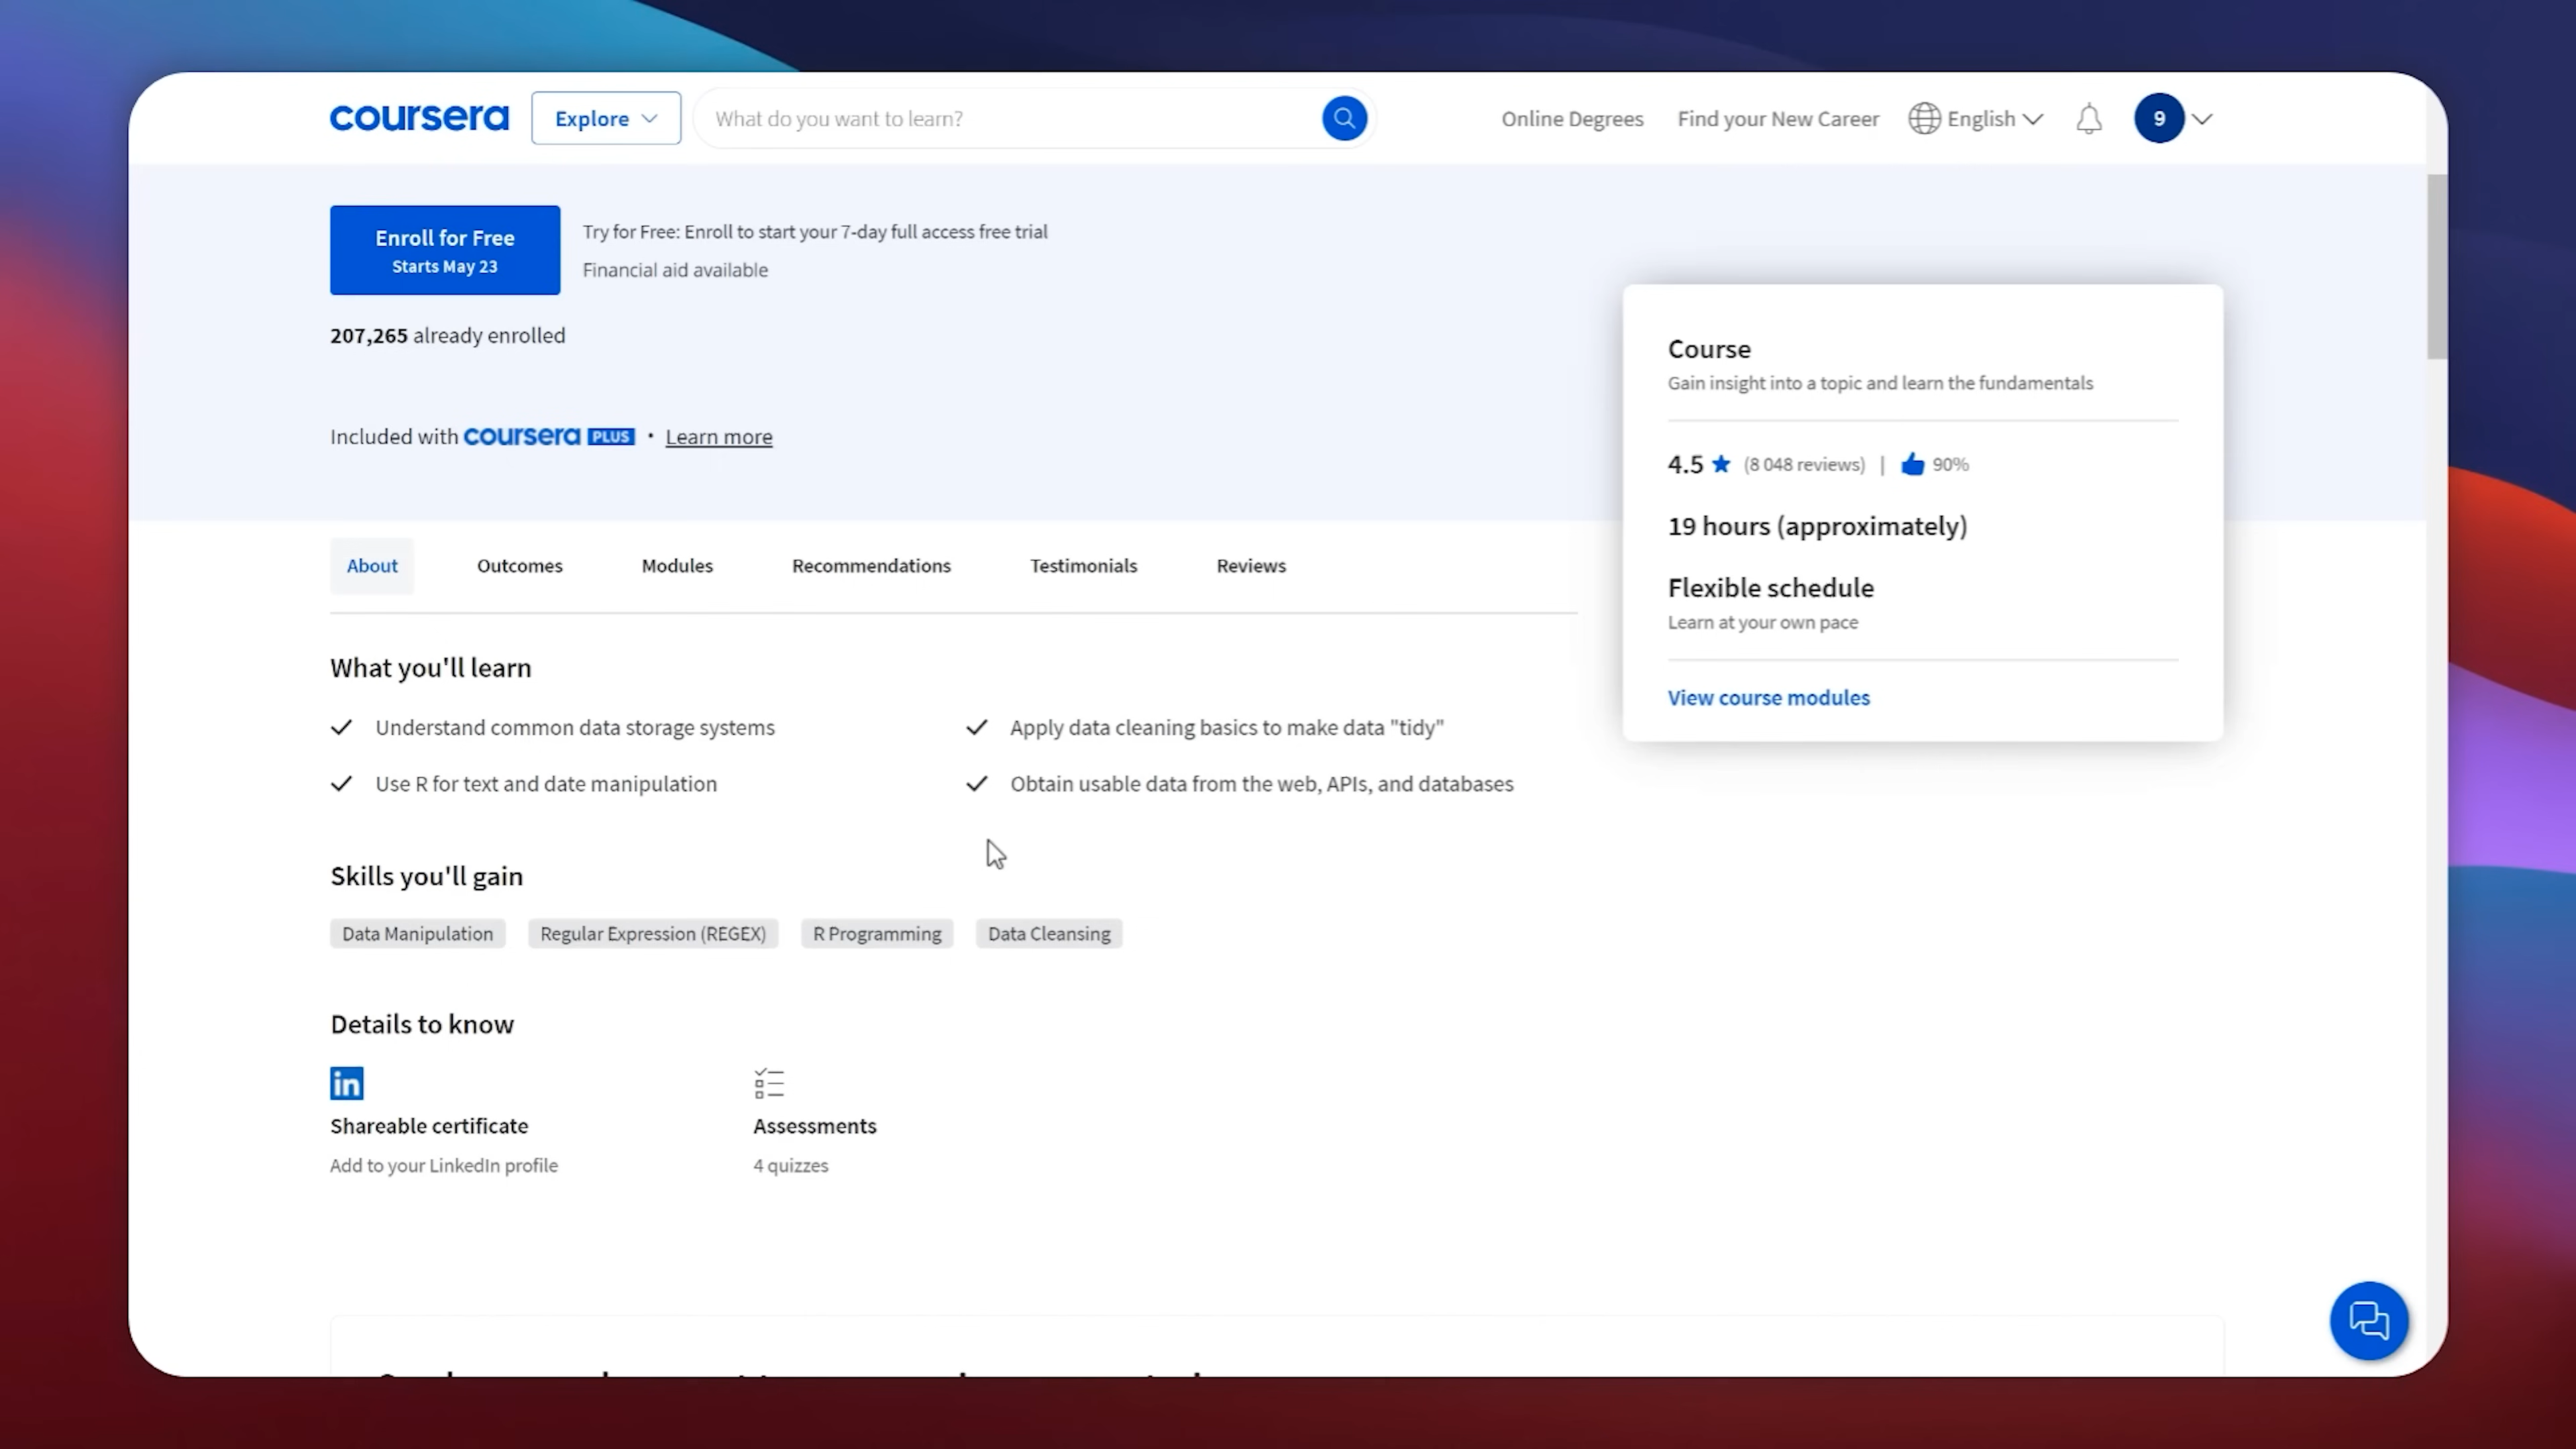 coursera
Explore
What do you want to learn?
Online Degrees
Find your New Career
English
9
Enroll for Free
Starts May 23
Try for Free: Enroll to start your 7-day full access free trial
Financial aid available
207,265 already enrolled
Included with coursera PLUS • Learn more
Course
Gain insight into a topic and learn the fundamentals
4.5 ★ (8 048 reviews) | 90%
19 hours (approximately)
Flexible schedule
Learn at your own pace
View course modules
About
Outcomes
Modules
Recommendations
Testimonials
Reviews
What you'll learn
Understand common data storage systems
Apply data cleaning basics to make data "tidy"
Use R for text and date manipulation
Obtain usable data from the web, APIs, and databases
Skills you'll gain
Data Manipulation
Regular Expression (REGEX)
R Programming
Data Cleansing
Details to know
in
Shareable certificate
Add to your LinkedIn profile
Assessments
4 quizzes